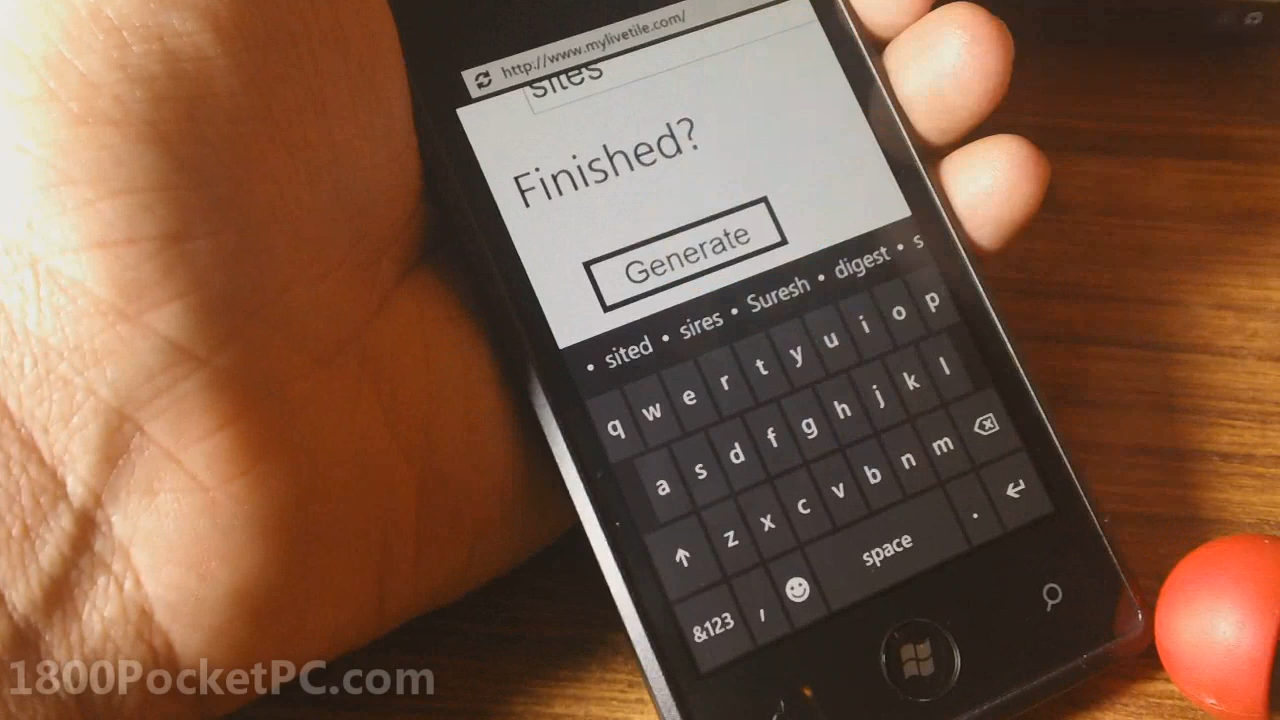 http://www.mylivetile.com/
sites
Finished?
Generate
• sited • sires • Suresh • digest • s
q w e r t y u i o p
a s d f g h j k l
z x c v b n m
&123 , space .
1800PocketPC.com